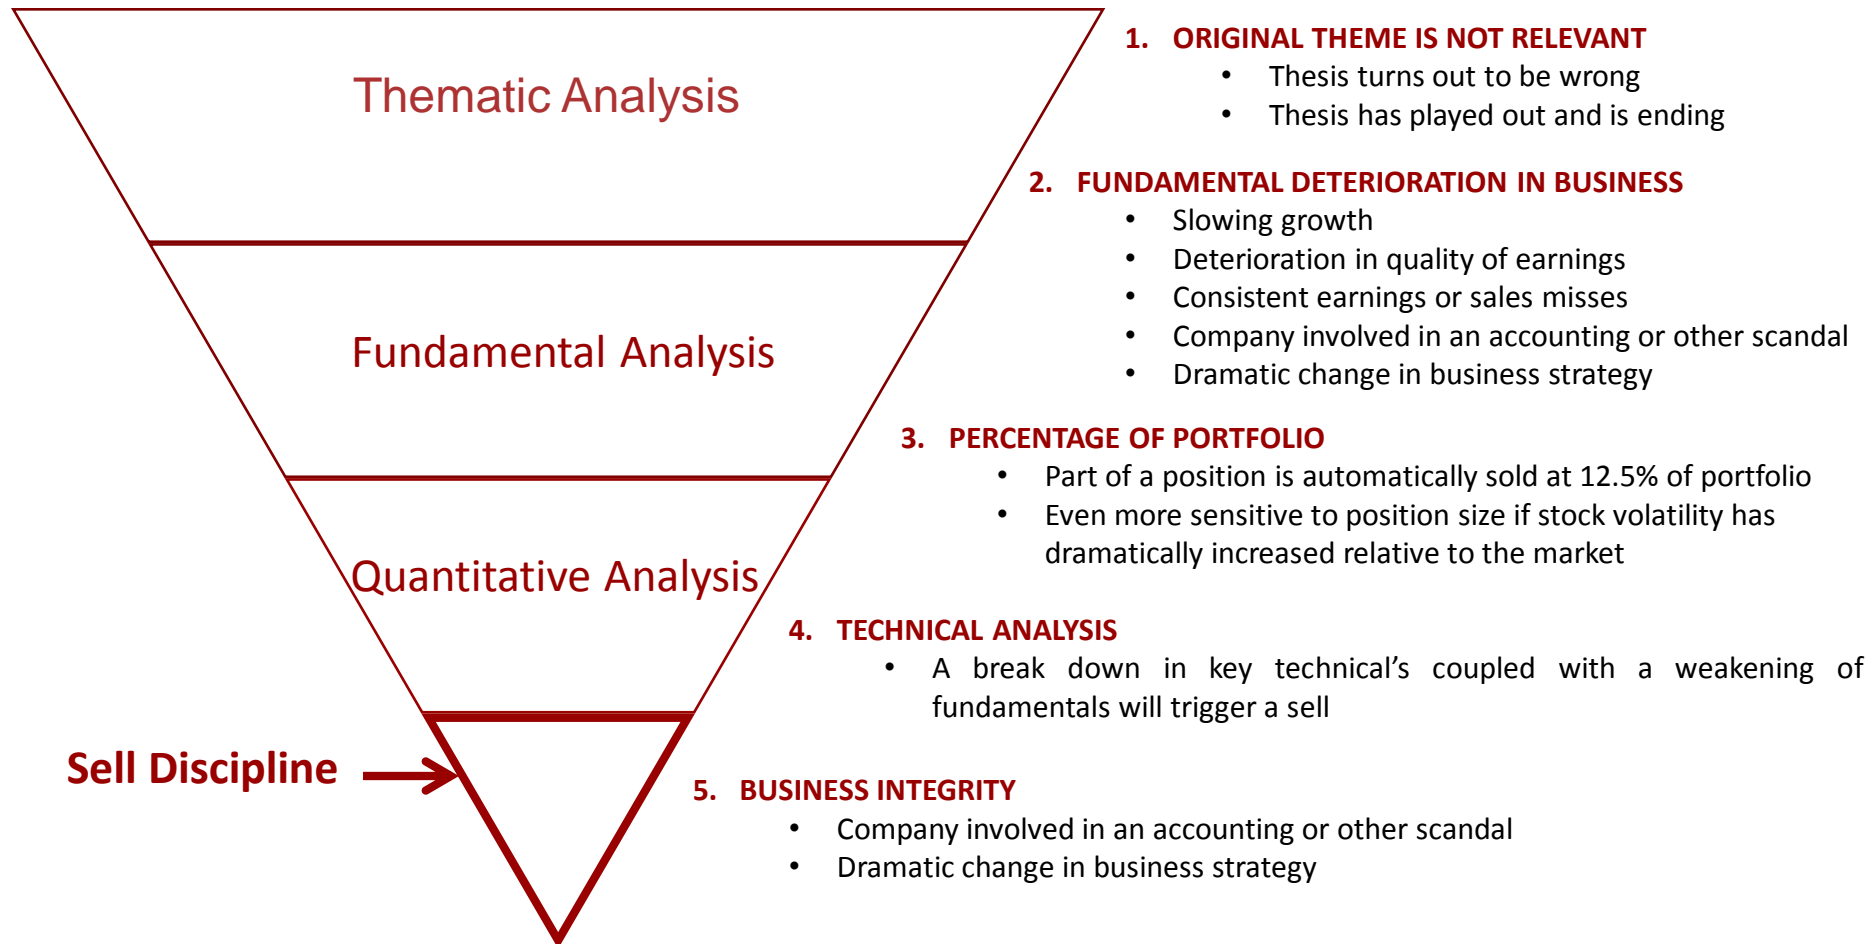 Thematic Analysis
Fundamental Analysis
Quantitative Analysis
Sell Discipline
1. ORIGINAL THEME IS NOT RELEVANT
• Thesis turns out to be wrong
• Thesis has played out and is ending
2. FUNDAMENTAL DETERIORATION IN BUSINESS
• Slowing growth
• Deterioration in quality of earnings
• Consistent earnings or sales misses
• Company involved in an accounting or other scandal
• Dramatic change in business strategy
3. PERCENTAGE OF PORTFOLIO
• Part of a position is automatically sold at 12.5% of portfolio
• Even more sensitive to position size if stock volatility has
dramatically increased relative to the market
4. TECHNICAL ANALYSIS
• A break down in key technical’s coupled with a weakening of
fundamentals will trigger a sell
5. BUSINESS INTEGRITY
• Company involved in an accounting or other scandal
• Dramatic change in business strategy